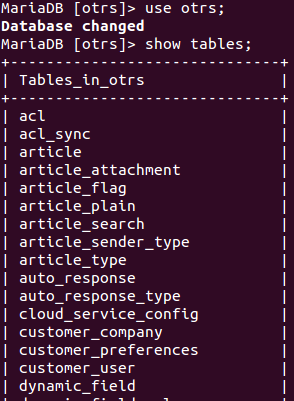 MariaDB [otrs]> use otrs;
Database changed
MariaDB [otrs]> show tables;
+------------------------------+
| Tables_in_otrs               |
+------------------------------+
| acl                          |
| acl_sync                     |
| article                      |
| article_attachment           |
| article_flag                 |
| article_plain                |
| article_search               |
| article_sender_type          |
| article_type                 |
| auto_response                |
| auto_response_type           |
| cloud_service_config         |
| customer_company             |
| customer_preferences         |
| customer_user                |
| dynamic_field                |